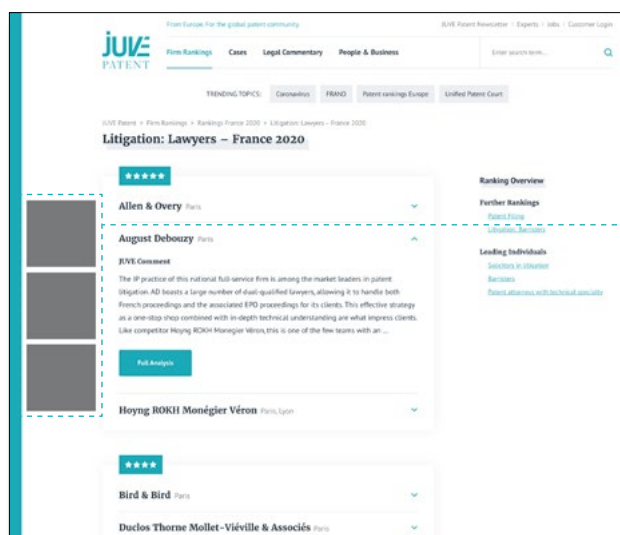 From Europe. For the global patent community.
JUVE Patent Newsletter | Experts | Jobs | Customer Login
JUVE
PATENT
Firm Rankings Cases Legal Commentary People & Business
Enter search term...
TRENDING TOPICS: Coronavirus FRAND Patent rankings Europe Unified Patent Court
JUVE Patent > Firm Rankings > Rankings France 2020 > Litigation: Lawyers – France 2020
Litigation: Lawyers – France 2020
Allen & Overy Paris
August Debouzy Paris
JUVE Comment
The IP practice of this national full-service firm is among the market leaders in patent
litigation. AD boasts a large number of dual-qualified lawyers, allowing it to handle both
French proceedings and the associated EPO proceedings for its clients. This effective strategy
as a one-stop shop combined with in-depth technical understanding are what impress clients.
Like competitor Hoyng ROKH Monegier Véron, this is one of the few teams with an ...
Full Analysis
Hoyng ROKH Monégier Véron Paris, Lyon
Bird & Bird Paris
Duclos Thorne Mollet-Viéville & Associés Paris
Ranking Overview
Further Rankings
Patent Filing
Litigation: Barristers
Leading Individuals
Solicitors in litigation
Barristers
Patent attorneys with technical specialty